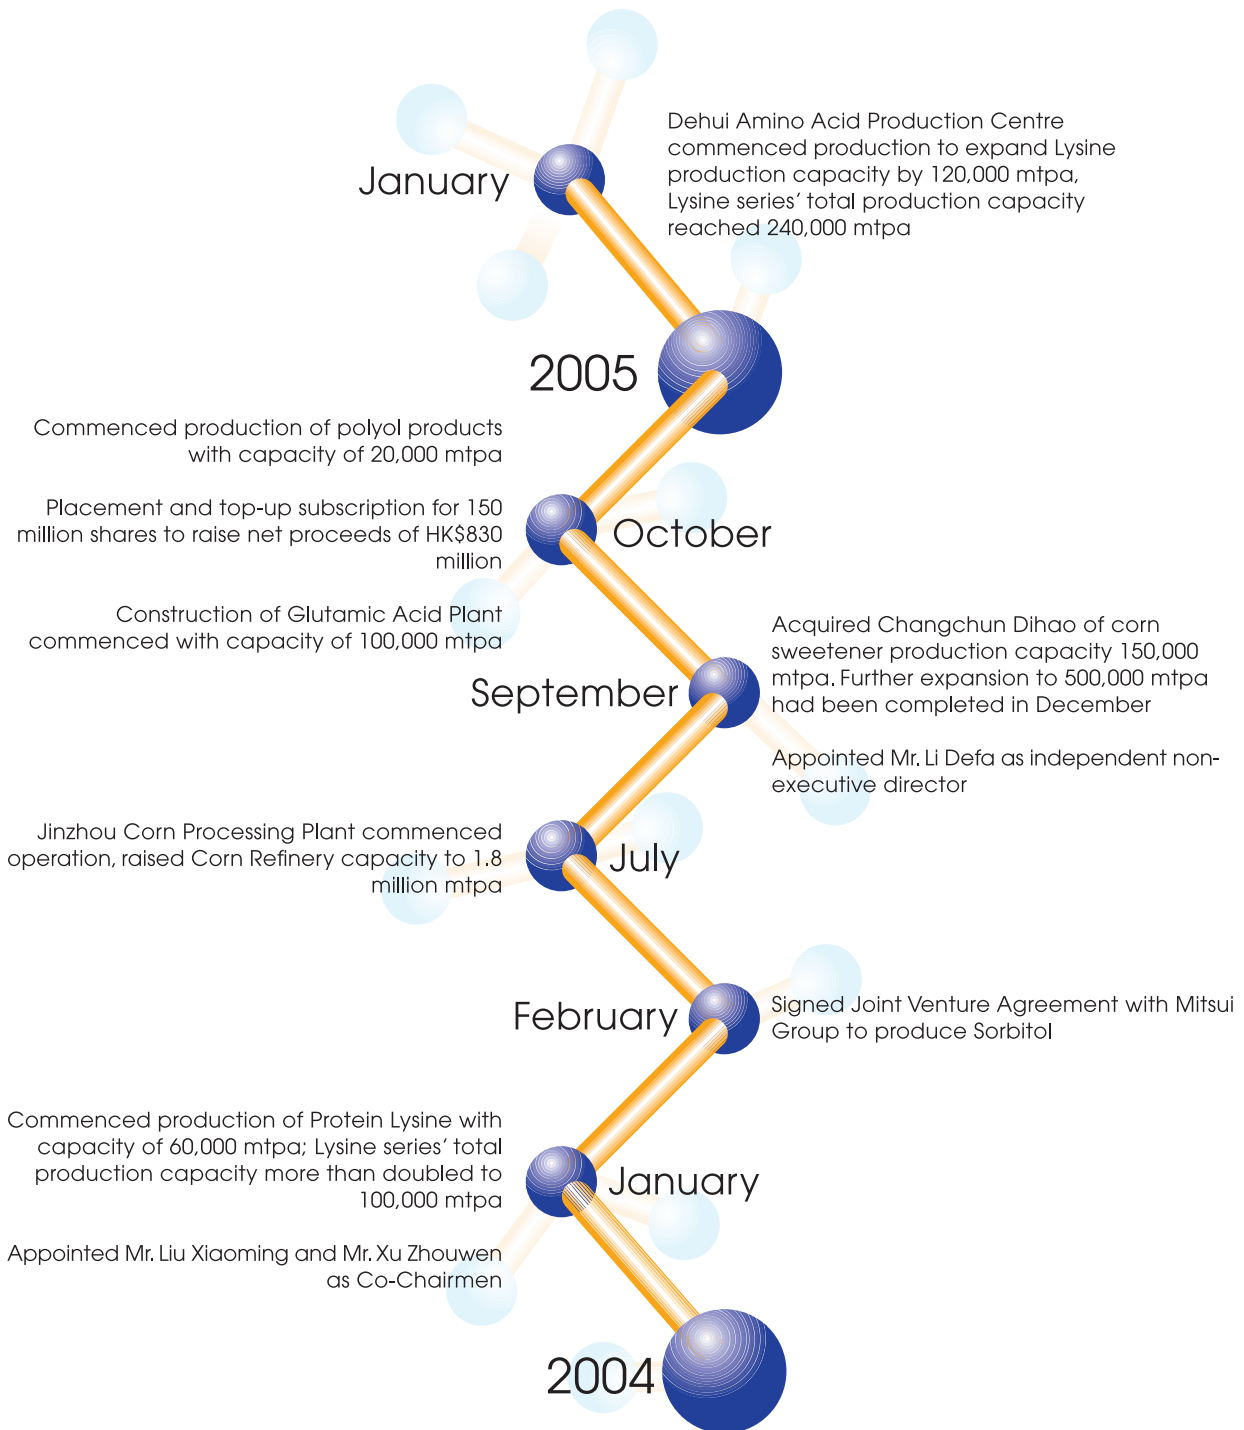 January
Dehui Amino Acid Production Centre
commenced production to expand Lysine
production capacity by 120,000 mtpa,
Lysine series' total production capacity
reached 240,000 mtpa
2005
Commenced production of polyol products
with capacity of 20,000 mtpa
Placement and top-up subscription for 150
million shares to raise net proceeds of HK$830
million
Construction of Glutamic Acid Plant
commenced with capacity of 100,000 mtpa
October
September
Acquired Changchun Dihao of corn
sweetener production capacity 150,000
mtpa. Further expansion to 500,000 mtpa
had been completed in December
Appointed Mr. Li Defa as independent non-
executive director
Jinzhou Corn Processing Plant commenced
operation, raised Corn Refinery capacity to 1.8
million mtpa
July
February
Signed Joint Venture Agreement with Mitsui
Group to produce Sorbitol
Commenced production of Protein Lysine with
capacity of 60,000 mtpa; Lysine series' total
production capacity more than doubled to
100,000 mtpa
Appointed Mr. Liu Xiaoming and Mr. Xu Zhouwen
as Co-Chairmen
January
2004